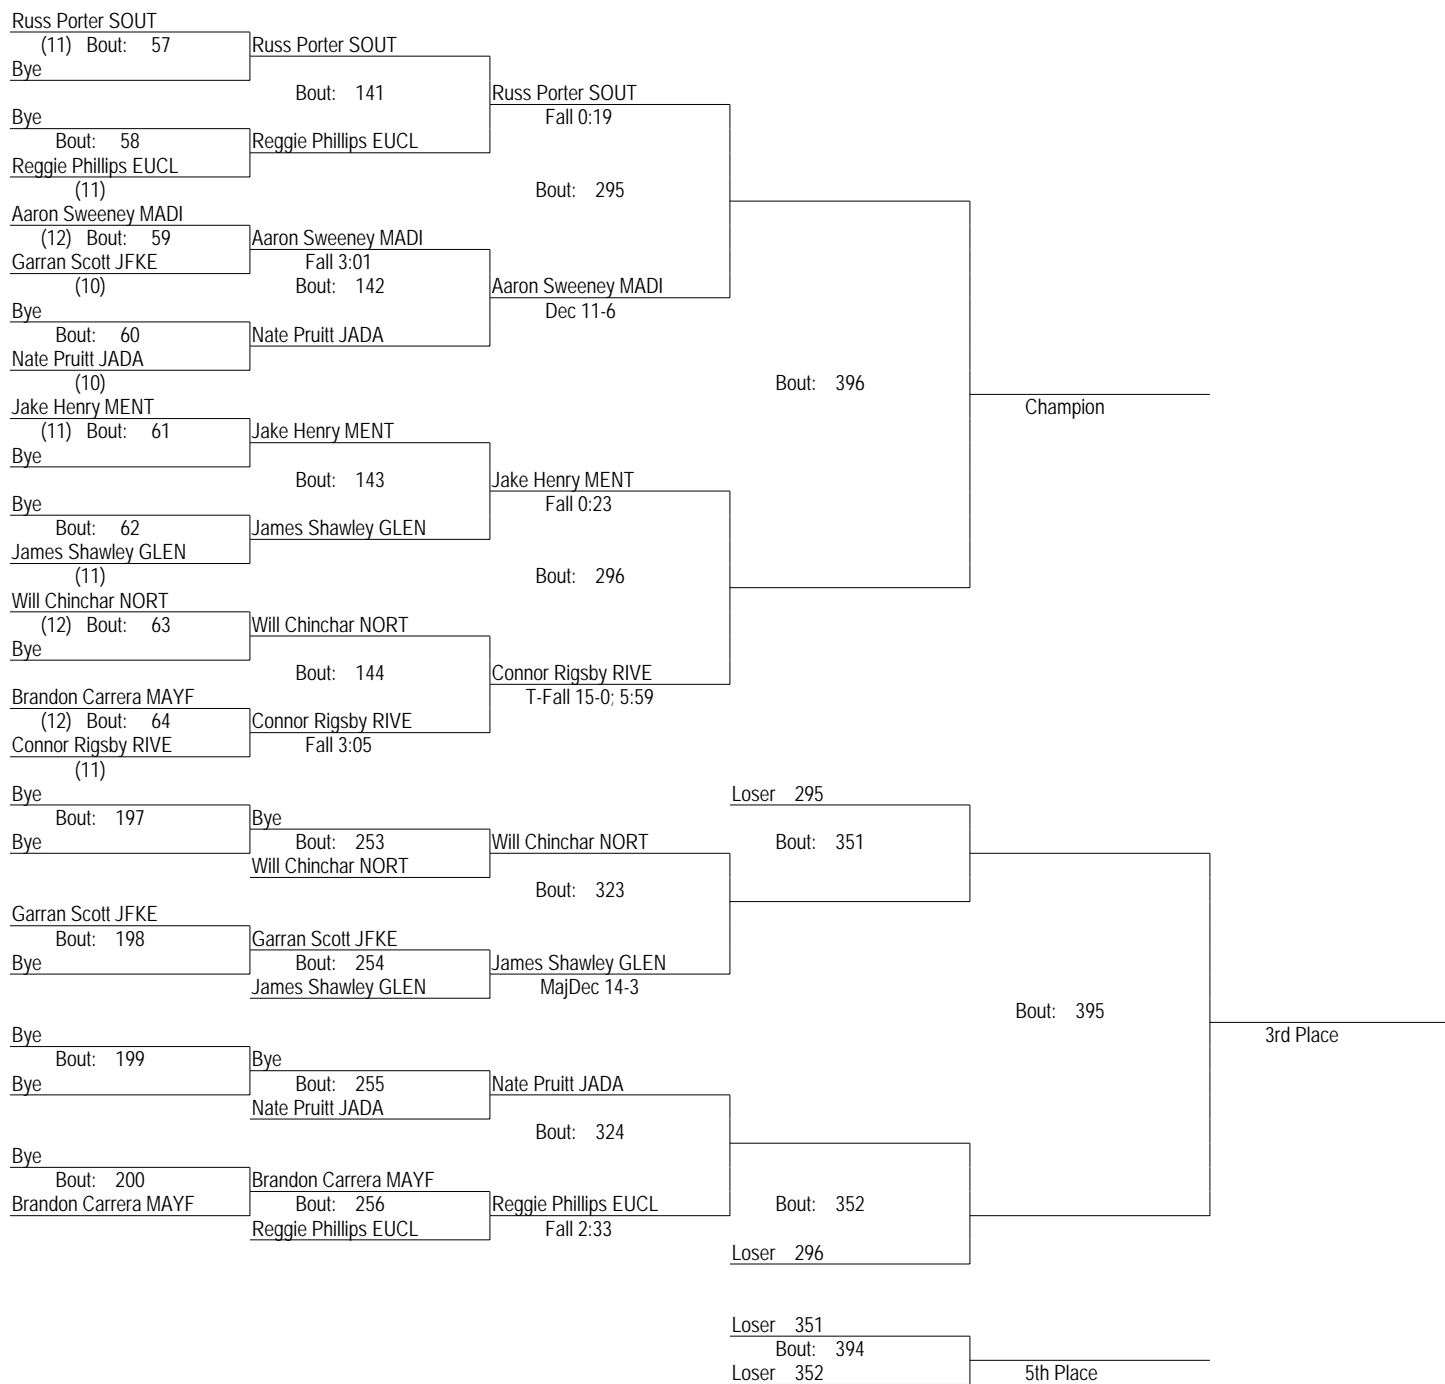 Russ Porter SOUT
(11) Bout: 57 Russ Porter SOUT
Bye
Bout: 141 Russ Porter SOUT
Bye Fall 0:19
Bout: 58 Reggie Phillips EUCL
Reggie Phillips EUCL
(11) Bout: 295
Aaron Sweeney MADI
(12) Bout: 59 Aaron Sweeney MADI
Garran Scott JFKE Fall 3:01
(10) Bout: 142 Aaron Sweeney MADI
Bye Dec 11-6
Bout: 60 Nate Pruitt JADA
Nate Pruitt JADA
(10) Bout: 396
Jake Henry MENT Champion
(11) Bout: 61 Jake Henry MENT
Bye
Bout: 143 Jake Henry MENT
Bye Fall 0:23
Bout: 62 James Shawley GLEN
James Shawley GLEN
(11) Bout: 296
Will Chinchar NORT
(12) Bout: 63 Will Chinchar NORT
Bye
Bout: 144 Connor Rigsby RIVE
Brandon Carrera MAYF T-Fall 15-0; 5:59
(12) Bout: 64 Connor Rigsby RIVE
Connor Rigsby RIVE Fall 3:05
(11)
Bye Loser 295
Bout: 197 Bye
Bye Bout: 253 Will Chinchar NORT Bout: 351
Will Chinchar NORT
Bout: 323
Garran Scott JFKE
Bout: 198 Garran Scott JFKE
Bye Bout: 254 James Shawley GLEN
James Shawley GLEN MajDec 14-3
Bout: 395
Bye 3rd Place
Bout: 199 Bye
Bye Bout: 255 Nate Pruitt JADA
Nate Pruitt JADA
Bout: 324
Bye
Bout: 200 Brandon Carrera MAYF
Brandon Carrera MAYF Bout: 256 Reggie Phillips EUCL Bout: 352
Reggie Phillips EUCL Fall 2:33
Loser 296
Loser 351
Bout: 394
Loser 352 5th Place